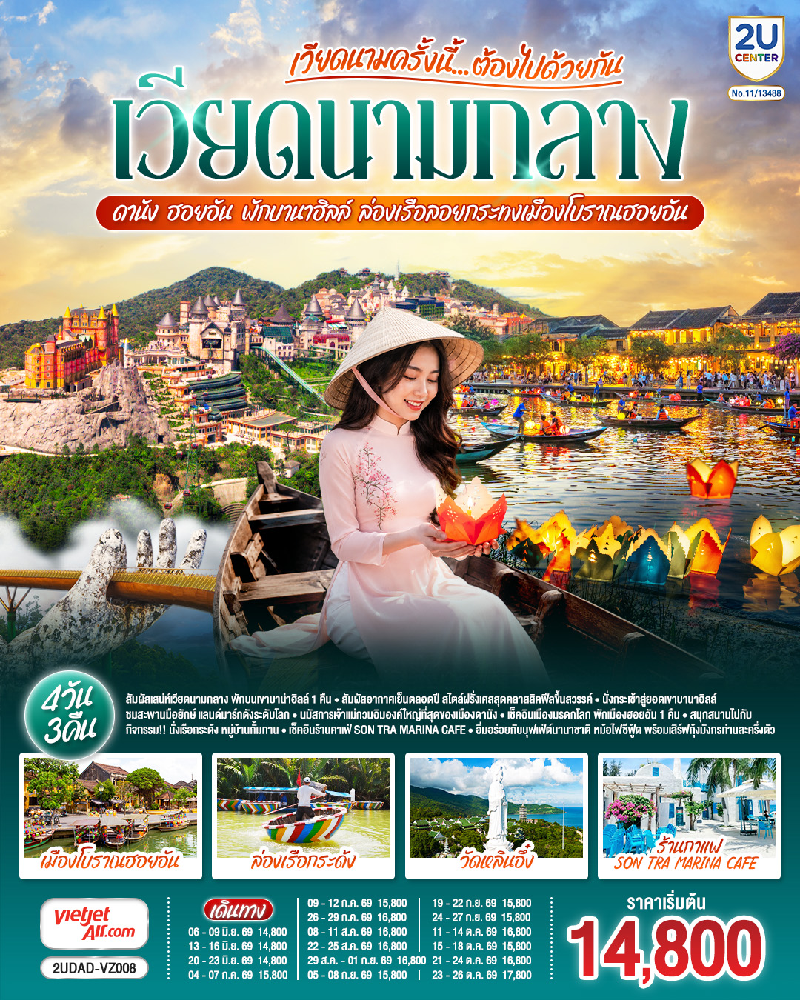 2U
CENTER
No.11/13488
เวียดนามครั้งนี้...ต้องไปด้วยกัน
เวียดนามกลาง
ดานัง ฮอยอัน พักบานาฮิลล์ ล่องเรือลอยกระทงเมืองโบราณฮอยอัน
4วัน
3คืน
สัมผัสเสน่ห์เวียดนามกลาง พักบนเขาบาน่าฮิลล์ 1 คืน • สัมผัสอากาศเย็นตลอดปี สไตล์ฝรั่งเศสสุดคลาสสิคฟีลขึ้นสวรรค์ • นั่งกระเช้าสู่ยอดเขาบานาฮิลล์
ชมสะพานมือยักษ์ แลนด์มาร์กดังระดับโลก • นมัสการเจ้าแม่กวนอิมองค์ใหญ่ที่สุดของเมืองดานัง • เช็คอินเมืองมรดกโลก พักเมืองฮอยอัน 1 คืน • สนุกสนานไปกับ
กิจกรรม!! นั่งเรือกระด้ง หมู่บ้านกั๊มทาน • เช็คอินร้านคาเฟ่ SON TRA MARINA CAFE • อิ่มอร่อยกับบุฟเฟ่ต์นานาชาติ หม้อไฟซีฟู้ด พร้อมเสิร์ฟกุ้งมังกรท่านละครึ่งตัว
เมืองโบราณฮอยอัน
ล่องเรือกระด้ง
วัดหลินอึ๋ง
ร้านกาแฟ
SON TRA MARINA CAFE
vietjet
Air.com
2UDAD-VZ008
เดินทาง
06 - 09 มิ.ย. 69 14,800
13 - 16 มิ.ย. 69 14,800
20 - 23 มิ.ย. 69 14,800
04 - 07 ก.ค. 69 15,800
09 - 12 ก.ค. 69 15,800
26 - 29 ก.ค. 69 16,800
08 - 11 ส.ค. 69 16,800
22 - 25 ส.ค. 69 16,800
29 ส.ค. - 01 ก.ย. 69 16,800
05 - 08 ก.ย. 69 15,800
19 - 22 ก.ย. 69 15,800
24 - 27 ก.ย. 69 15,800
11 - 14 ต.ค. 69 16,800
15 - 18 ต.ค. 69 15,800
21 - 24 ต.ค. 69 16,800
23 - 26 ต.ค. 69 17,800
ราคาเริ่มต้น
14,800